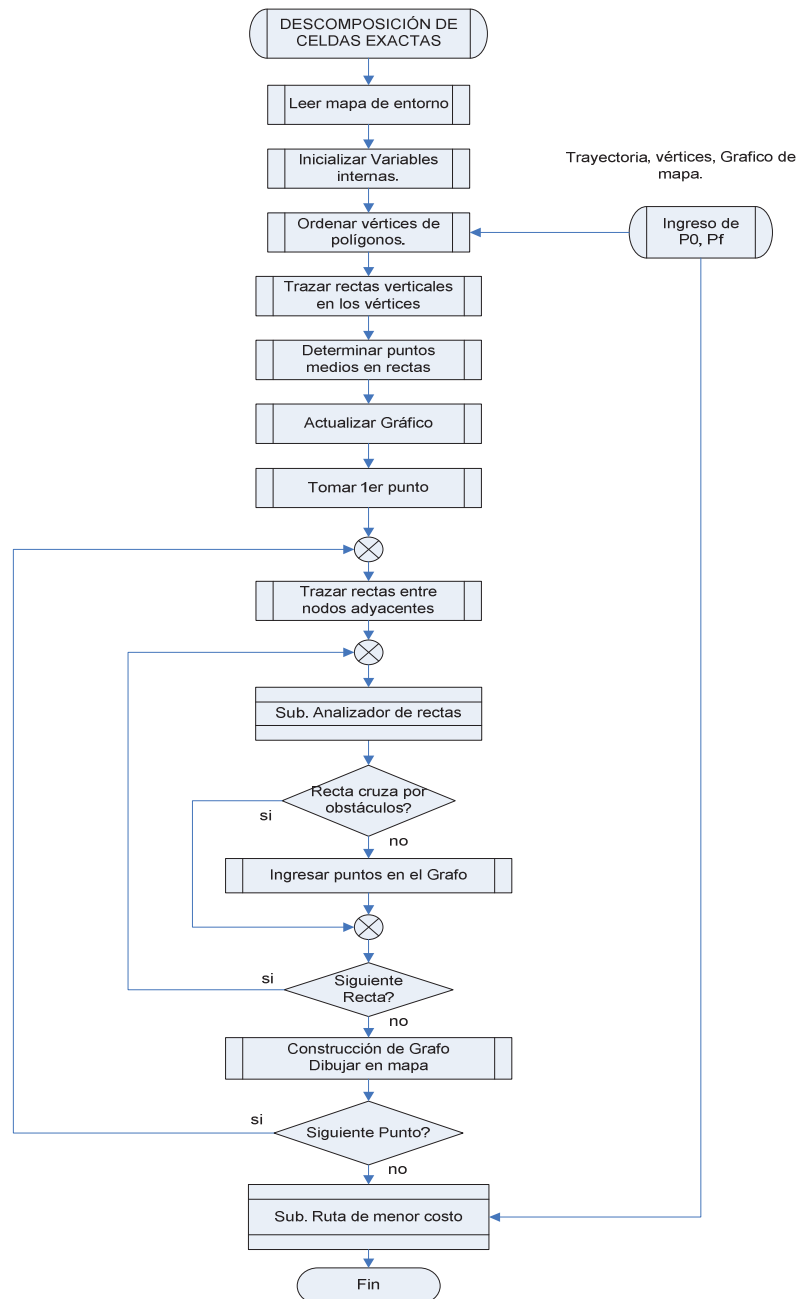 DESCOMPOSICIÓN DE
CELDAS EXACTAS
Leer mapa de entorno
Inicializar Variables
internas.
Trayectoria, vértices, Grafico de
mapa.
Ordenar vértices de
polígonos.
Ingreso de
P0, Pf
Trazar rectas verticales
en los vértices
Determinar puntos
medios en rectas
Actualizar Gráfico
Tomar 1er punto
Trazar rectas entre
nodos adyacentes
Sub. Analizador de rectas
Recta cruza por
obstáculos?
si
no
Ingresar puntos en el Grafo
Siguiente
Recta?
si
no
Construcción de Grafo
Dibujar en mapa
Siguiente Punto?
si
no
Sub. Ruta de menor costo
Fin